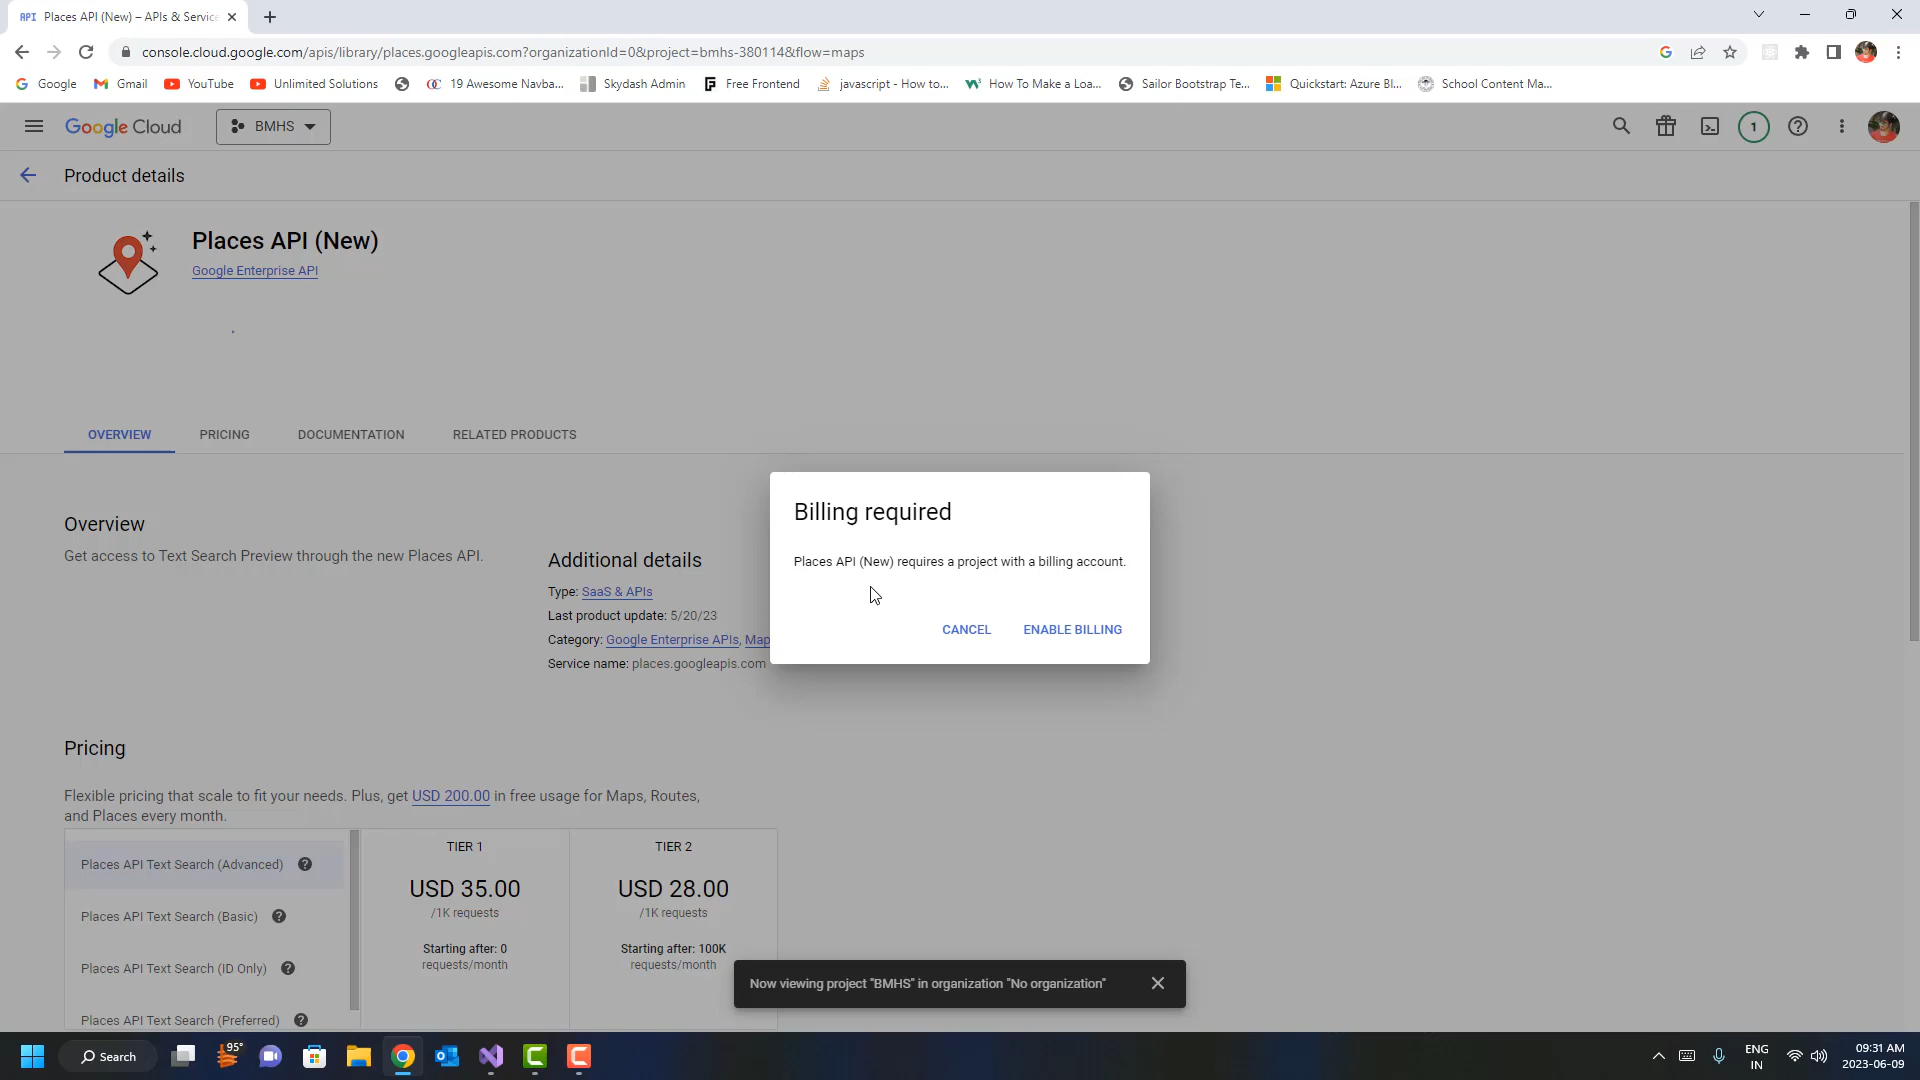 API Places API (New) – APIs & Service
console.cloud.google.com/apis/library/places.googleapis.com?organizationId=0&project=bmhs-380114&flow=maps
Google Gmail YouTube Unlimited Solutions 19 Awesome Navba... Skydash Admin Free Frontend javascript - How to... How To Make a Loa... Sailor Bootstrap Te... Quickstart: Azure Bl... School Content Ma...
Google Cloud BMHS 1
Product details
Places API (New)
Google Enterprise API
OVERVIEW PRICING DOCUMENTATION RELATED PRODUCTS
Billing required
Places API (New) requires a project with a billing account.
CANCEL ENABLE BILLING
Overview
Get access to Text Search Preview through the new Places API.
Additional details
Type: SaaS & APIs
Last product update: 5/20/23
Category: Google Enterprise APIs, Map
Service name: places.googleapis.com
Pricing
Flexible pricing that scale to fit your needs. Plus, get USD 200.00 in free usage for Maps, Routes,
and Places every month.
Places API Text Search (Advanced)
Places API Text Search (Basic)
Places API Text Search (ID Only)
Places API Text Search (Preferred)
TIER 1
USD 35.00
/1K requests
Starting after: 0
requests/month
TIER 2
USD 28.00
/1K requests
Starting after: 100K
requests/month
Now viewing project "BMHS" in organization "No organization"
Search
95°
ENG
IN
09:31 AM
2023-06-09